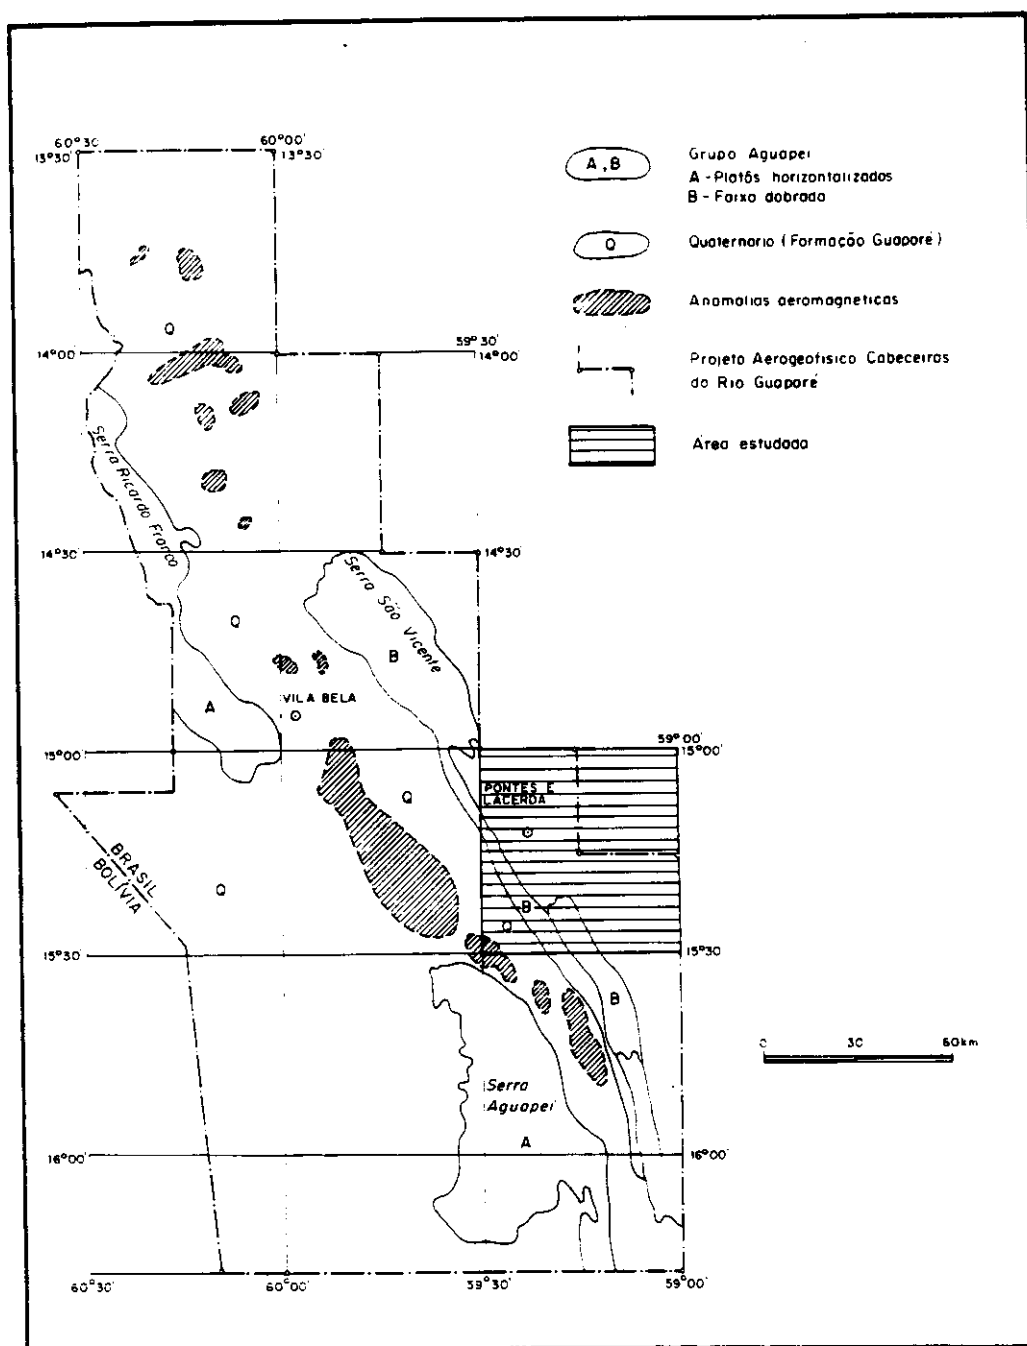 60°30'
60°00'
13°30'
13°30'
A,B
Grupo Aguapeí
A - Platôs horizontalizados
B - Faixa dobrada
Q
Quaternario (Formação Guaporé)
Anomalias aeromagnéticas
Projeto Aerogeofísico Cabeceiras
do Rio Guaporé
Área estudada
Q
59°30'
14°00'
14°00'
Serra Ricardo Franco
14°30'
14°30'
Serra São Vicente
Q
B
A
VILA BELA
59°00'
15°00'
15°00'
PONTES E
LACERDA
Q
BRASIL
BOLÍVIA
Q
B
Q
15°30'
15°30'
B
0 30 60km
Serra
Aguapeí
A
16°00'
16°00'
60°30'
60°00'
59°30'
59°00'